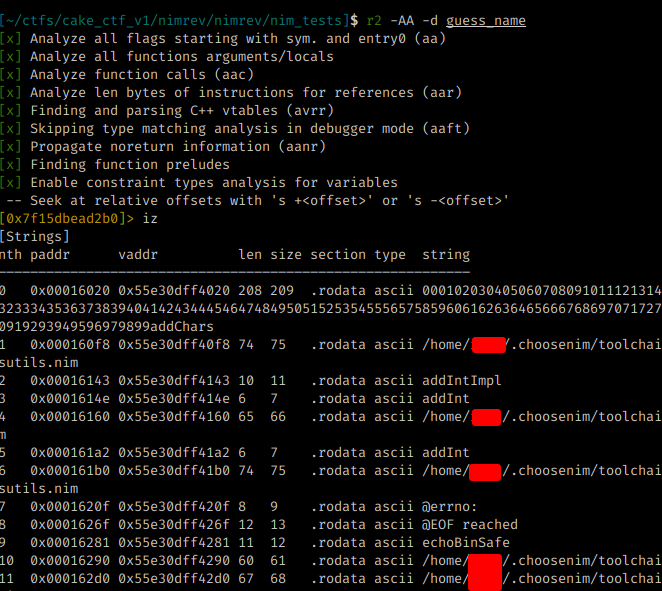 [~/ctfs/cake_ctf_v1/nimrev/nimrev/nim_tests]$ r2 -AA -d guess_name
[x] Analyze all flags starting with sym. and entry0 (aa)
[x] Analyze all functions arguments/locals
[x] Analyze function calls (aac)
[x] Analyze len bytes of instructions for references (aar)
[x] Finding and parsing C++ vtables (avrr)
[x] Skipping type matching analysis in debugger mode (aaft)
[x] Propagate noreturn information (aanr)
[x] Finding function preludes
[x] Enable constraint types analysis for variables
 -- Seek at relative offsets with 's +<offset>' or 's -<offset>'
[0x7f15dbead2b0]> iz
[Strings]
nth paddr      vaddr          len size section type  string
0   0x00016020 0x55e30dff4020 208 209  .rodata ascii 000102030405060708091011121314
3233343536373839404142434445464748495051525354555657585960616263646566676869707 1727
09192939495969798 99addChars
1   0x000160f8 0x55e30dff40f8 74  75   .rodata ascii /home/ /.choosenim/toolchai
sutils.nim
2   0x00016143 0x55e30dff4143 10  11   .rodata ascii addIntImpl
3   0x0001614e 0x55e30dff414e 6   7    .rodata ascii addInt
4   0x00016160 0x55e30dff4160 65  66   .rodata ascii /home/ /.choosenim/toolchai
m
5   0x000161a2 0x55e30dff41a2 6   7    .rodata ascii addInt
6   0x000161b0 0x55e30dff41b0 74  75   .rodata ascii /home/ /.choosenim/toolchai
sutils.nim
7   0x0001620f 0x55e30dff420f 8   9    .rodata ascii @errno:
8   0x0001626f 0x55e30dff426f 12  13   .rodata ascii @EOF reached
9   0x00016281 0x55e30dff4281 11  12   .rodata ascii echoBinSafe
10  0x00016290 0x55e30dff4290 60  61   .rodata ascii /home/ /.choosenim/toolchai
11  0x000162d0 0x55e30dff42d0 67  68   .rodata ascii /home/ /.choosenim/toolchai